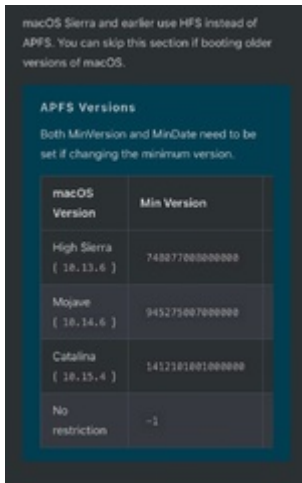 macOS Sierra and earlier use HFS instead of
APFS. You can skip this section if booting older
versions of macOS.
APFS Versions
Both MinVersion and MinDate need to be
set if changing the minimum version.
macOS
Version
Min Version
High Sierra
( 10.13.6 )
748077008000000
Mojave
( 10.14.6 )
945275007000000
Catalina
( 10.15.4 )
1412101001000000
No
restriction
-1